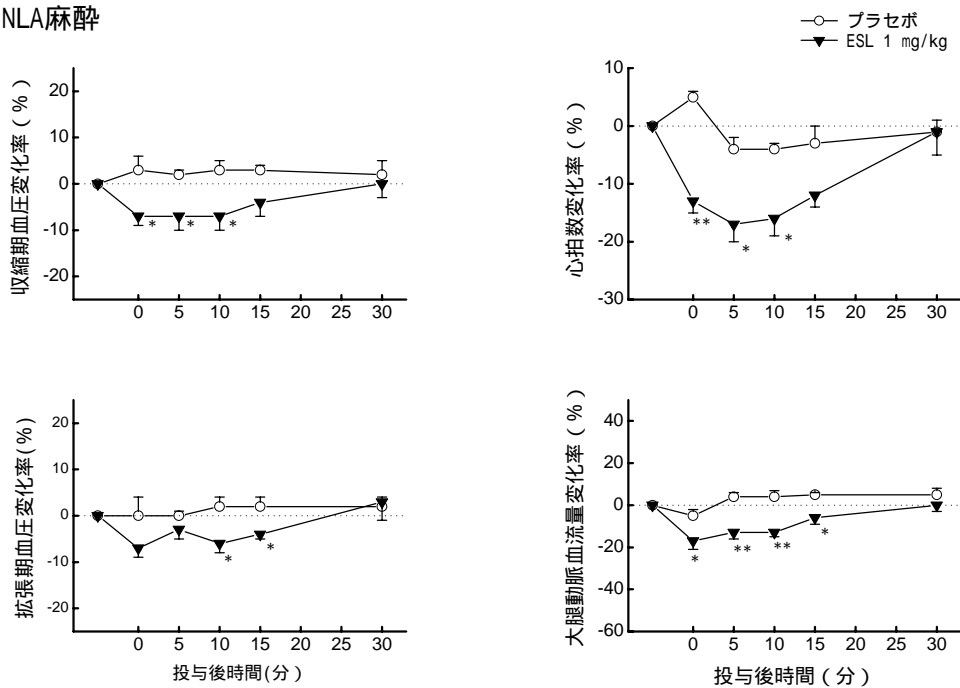 NLA麻酔
プラセボ
ESL 1 mg/kg
収縮期血圧変化率(%)
20
10
0
-10
-20
* * *
0 5 10 15 20 25 30
心拍数変化率(%)
10
0
-10
-20
-30
** * *
0 5 10 15 20 25 30
拡張期血圧変化率(%)
20
10
0
-10
-20
* *
0 5 10 15 20 25 30
投与後時間(分)
大腿動脈血流量変化率(%)
40
20
0
-20
-40
-60
* ** ** *
0 5 10 15 20 25 30
投与後時間(分)